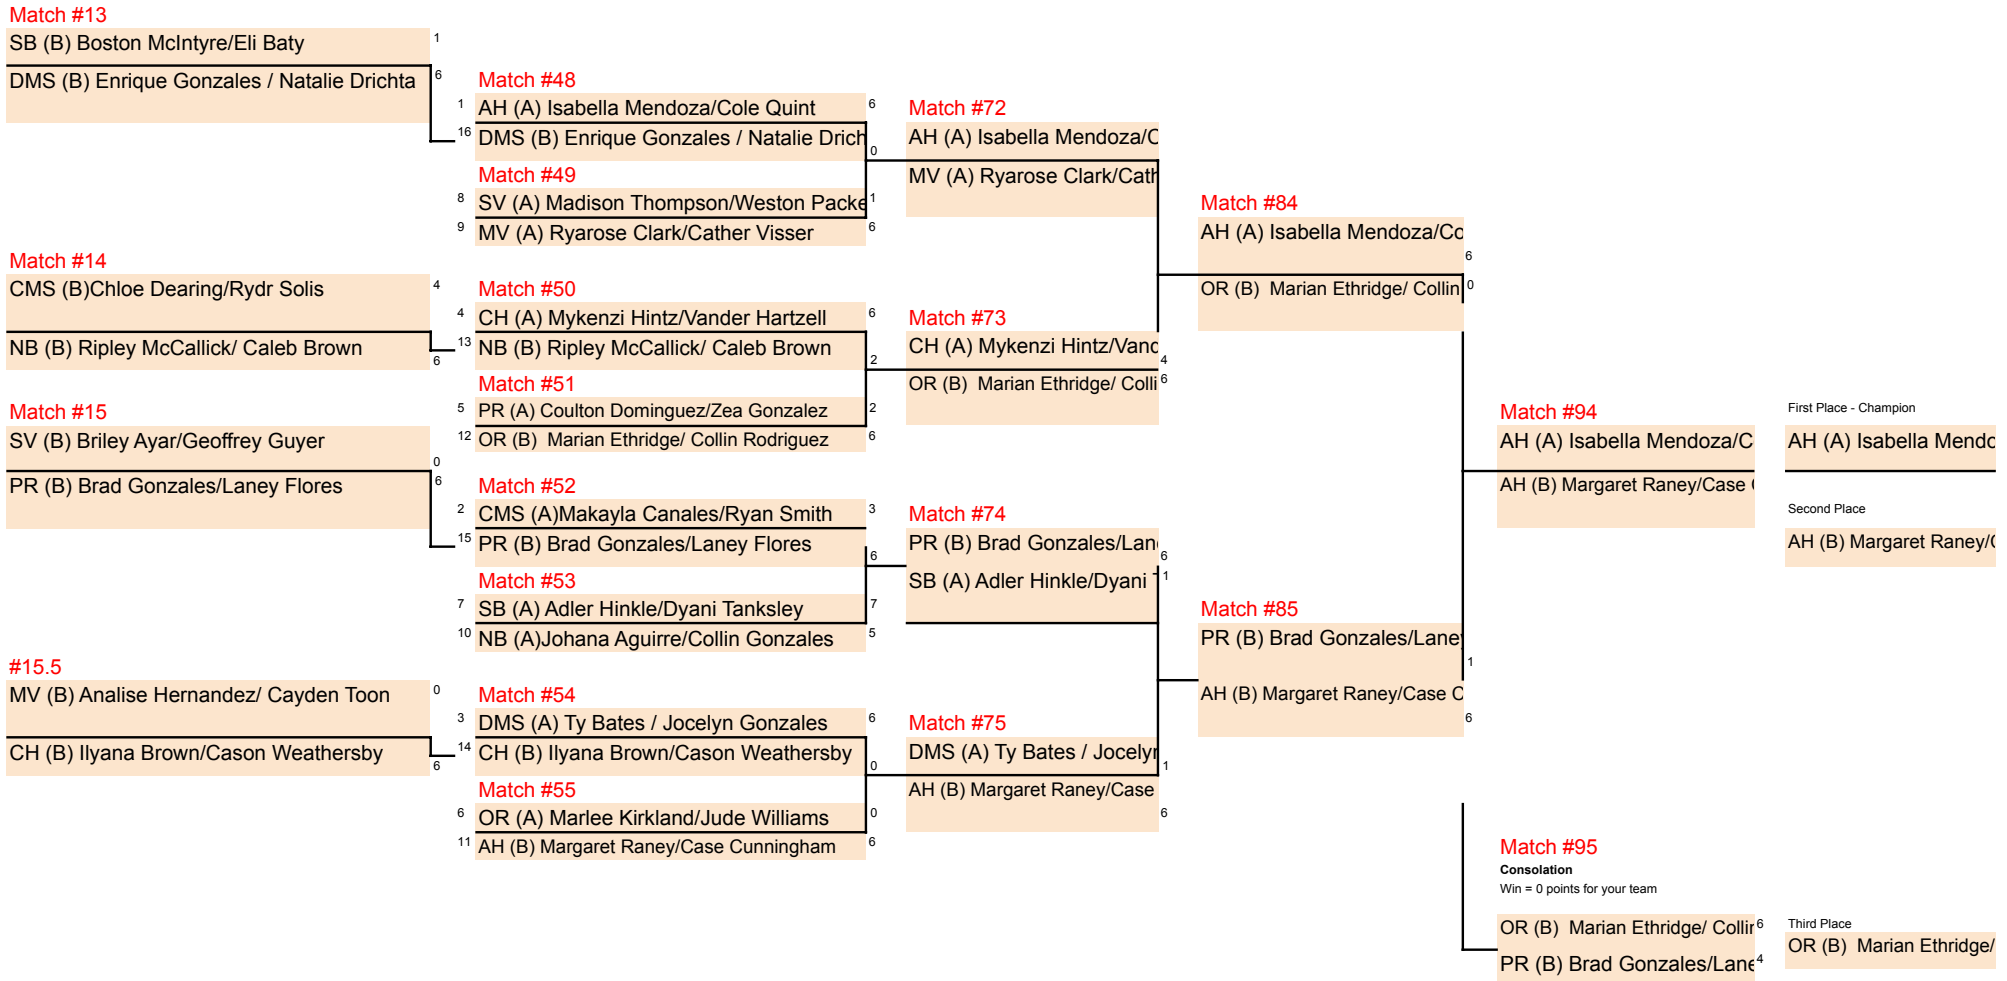 Match #13
SB (B) Boston McIntyre/Eli Baty
1
DMS (B) Enrique Gonzales / Natalie Drichta
6
Match #14
CMS (B)Chloe Dearing/Rydr Solis
4
NB (B) Ripley McCallick/ Caleb Brown
6
Match #15
SV (B) Briley Ayar/Geoffrey Guyer
0
PR (B) Brad Gonzales/Laney Flores
6
#15.5
MV (B) Analise Hernandez/ Cayden Toon
0
CH (B) Ilyana Brown/Cason Weathersby
6
Match #48
1 AH (A) Isabella Mendoza/Cole Quint 6
16 DMS (B) Enrique Gonzales / Natalie Drich 0
Match #49
8 SV (A) Madison Thompson/Weston Packe 1
9 MV (A) Ryarose Clark/Cather Visser 6
Match #50
4 CH (A) Mykenzi Hintz/Vander Hartzell 6
13 NB (B) Ripley McCallick/ Caleb Brown 2
Match #51
5 PR (A) Coulton Dominguez/Zea Gonzalez 2
12 OR (B) Marian Ethridge/ Collin Rodriguez 6
Match #52
2 CMS (A)Makayla Canales/Ryan Smith 3
15 PR (B) Brad Gonzales/Laney Flores 6
Match #53
7 SB (A) Adler Hinkle/Dyani Tanksley 7
10 NB (A)Johana Aguirre/Collin Gonzales 5
Match #54
3 DMS (A) Ty Bates / Jocelyn Gonzales 6
14 CH (B) Ilyana Brown/Cason Weathersby 0
Match #55
6 OR (A) Marlee Kirkland/Jude Williams 0
11 AH (B) Margaret Raney/Case Cunningham 6
Match #72
AH (A) Isabella Mendoza/C
MV (A) Ryarose Clark/Cath
Match #73
CH (A) Mykenzi Hintz/Vand 4
OR (B) Marian Ethridge/ Colli 6
Match #74
PR (B) Brad Gonzales/Lan 6
SB (A) Adler Hinkle/Dyani 1
Match #75
DMS (A) Ty Bates / Jocelyn 1
AH (B) Margaret Raney/Case 6
Match #84
AH (A) Isabella Mendoza/Co 6
OR (B) Marian Ethridge/ Collin 0
Match #85
PR (B) Brad Gonzales/Laney 1
AH (B) Margaret Raney/Case C 6
Match #94
AH (A) Isabella Mendoza/C
AH (B) Margaret Raney/Case
Match #95
Consolation
Win = 0 points for your team
OR (B) Marian Ethridge/ Collin 6
PR (B) Brad Gonzales/Lane 4
First Place - Champion
AH (A) Isabella Mendo
Second Place
AH (B) Margaret Raney/
Third Place
OR (B) Marian Ethridge/